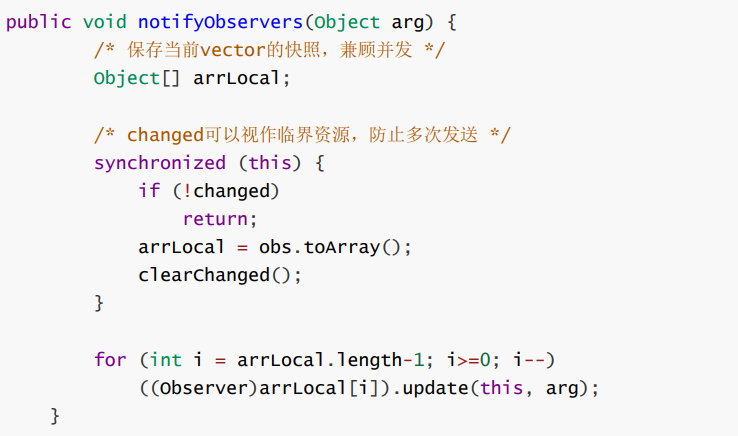 public void notifyObservers(Object arg) {
/* 保存当前vector的快照，兼顾并发 */
Object[] arrLocal;
/* changed可以视作临界资源，防止多次发送 */
synchronized (this) {
if (!changed)
return;
arrLocal = obs.toArray();
clearChanged();
}
for (int i = arrLocal.length-1; i>=0; i--)
((Observer)arrLocal[i]).update(this, arg);
}